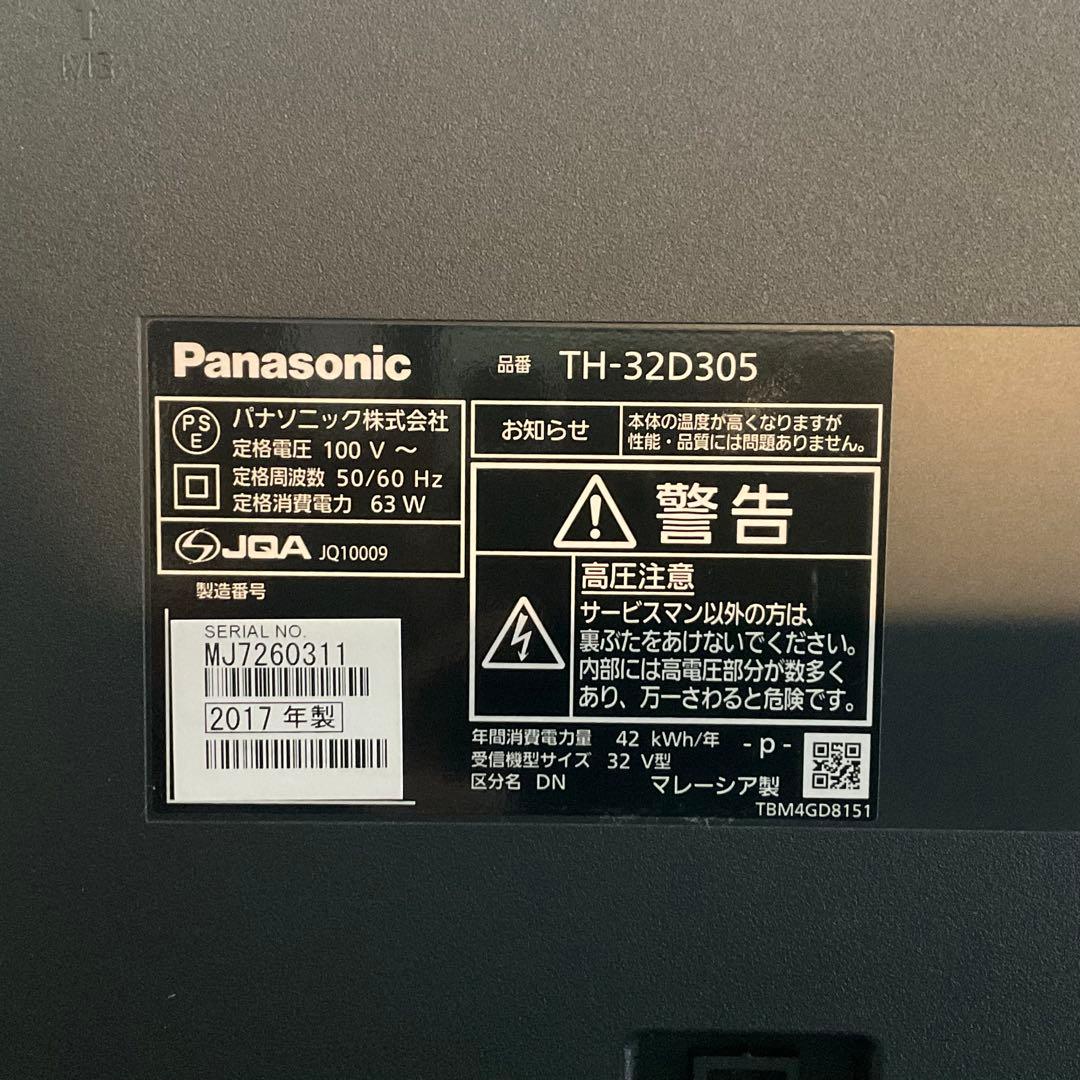 M3
Panasonic
品番 TH-32D305
PS
E
パナソニック株式会社
定格電圧 100 V ～
定格周波数 50/60 Hz
定格消費電力 63 W
JQA JQ10009
製造番号
SERIAL NO.
MJ7260311
2017 年製
お知らせ
本体の温度が高くなりますが
性能・品質には問題ありません。
警告
高圧注意
サービスマン以外の方は、
裏ぶたをあけないでください。
内部には高電圧部分が数多く
あり、万一さわると危険です。
年間消費電力量 42 kWh/年
受信機型サイズ 32 V型
区分名 DN
- p -
マレーシア製
TBM4GD8151